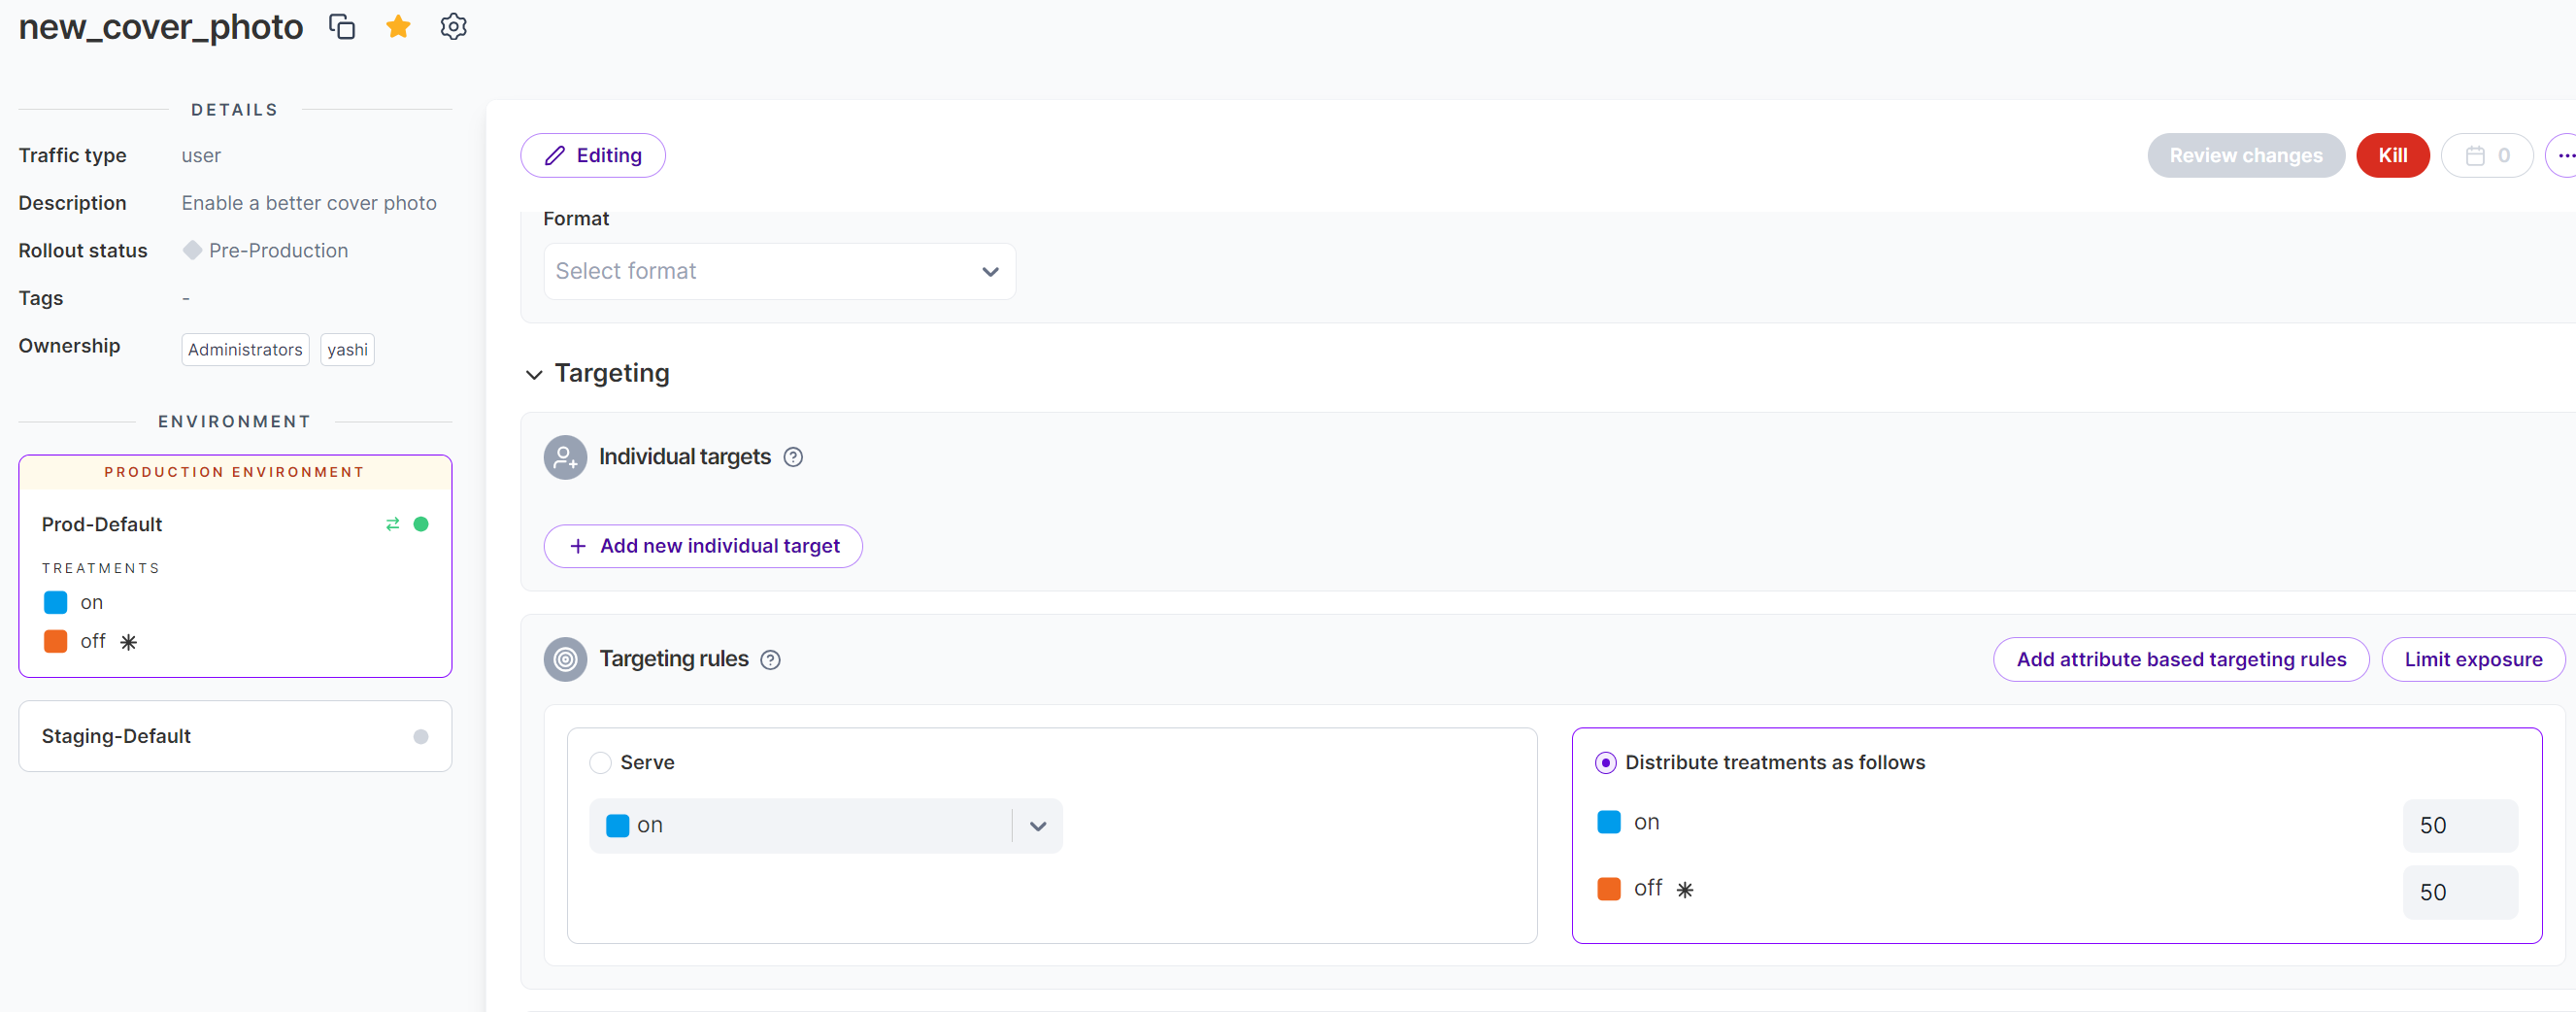 new_cover_photo
DETAILS
Traffic type user
Description Enable a better cover photo
Rollout status Pre-Production
Tags -
Ownership Administrators yashi
ENVIRONMENT
PRODUCTION ENVIRONMENT
Prod-Default
TREATMENTS
on
off
Staging-Default
Editing
Review changes Kill 0
Format
Select format
Targeting
Individual targets
Add new individual target
Targeting rules
Add attribute based targeting rules Limit exposure
Serve
on
Distribute treatments as follows
on 50
off 50